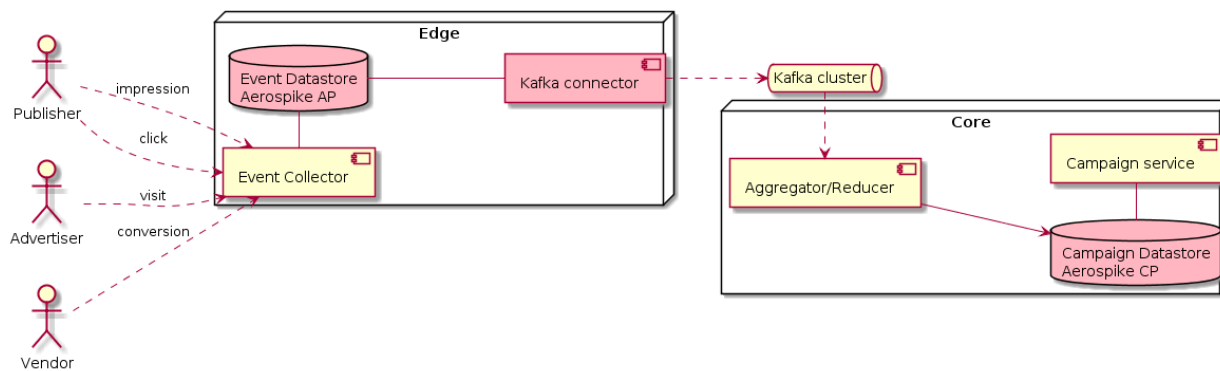 Edge
Publisher
impression
click
Event Datastore
Aerospike AP
Kafka connector
Kafka cluster
Event Collector
Advertiser
visit
conversion
Vendor
Core
Aggregator/Reducer
Campaign service
Campaign Datastore
Aerospike CP